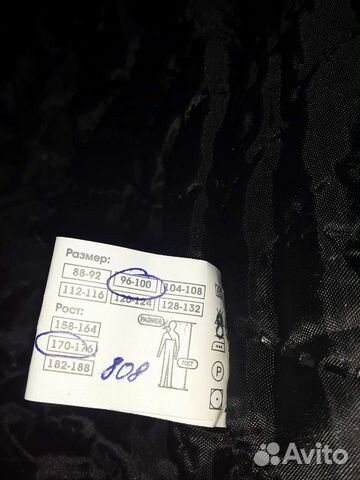 Размер:
88-92 96-100 104-108
112-116 120-124 128-132
Рост:
158-164
170-176
182-188
РАЗМЕР
РОСТ
808
P
Avito